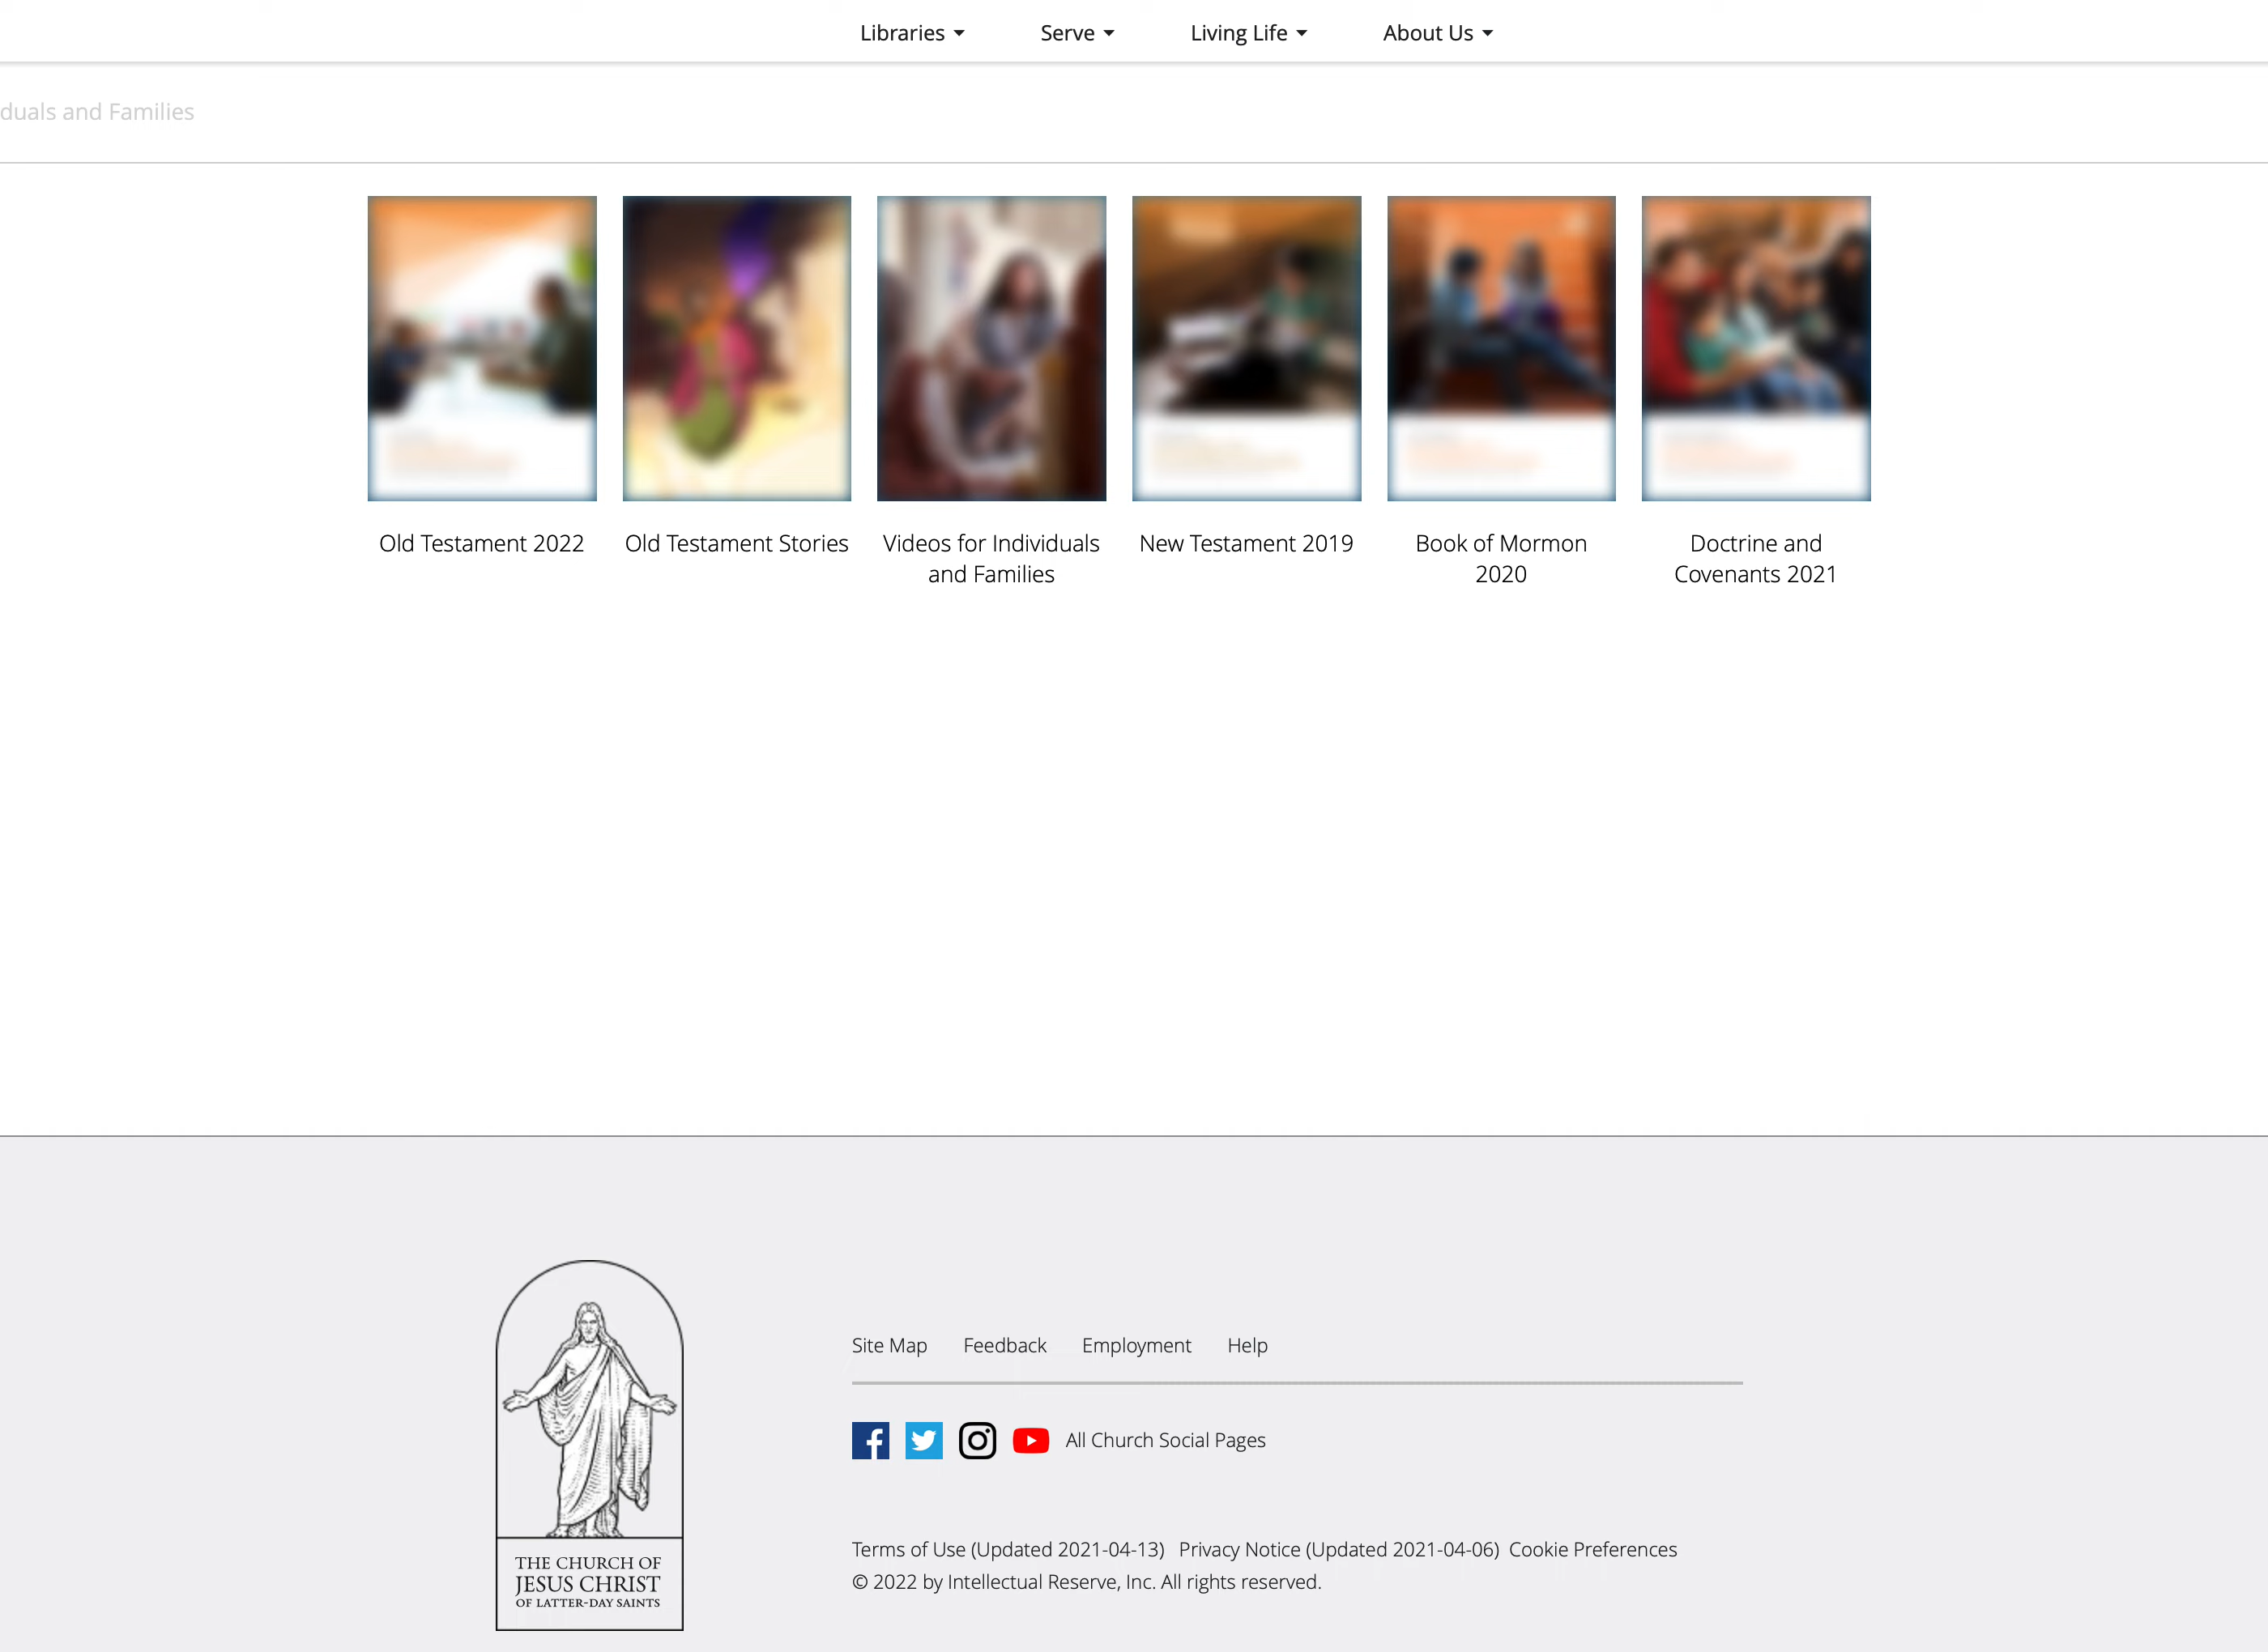 Libraries Serve Living Life About Us
duals and Families
Old Testament 2022
Old Testament Stories
Videos for Individuals
and Families
New Testament 2019
Book of Mormon
2020
Doctrine and
Covenants 2021
Site Map Feedback Employment Help
All Church Social Pages
Terms of Use (Updated 2021-04-13) Privacy Notice (Updated 2021-04-06) Cookie Preferences
© 2022 by Intellectual Reserve, Inc. All rights reserved.
THE CHURCH OF
JESUS CHRIST
OF LATTER-DAY SAINTS